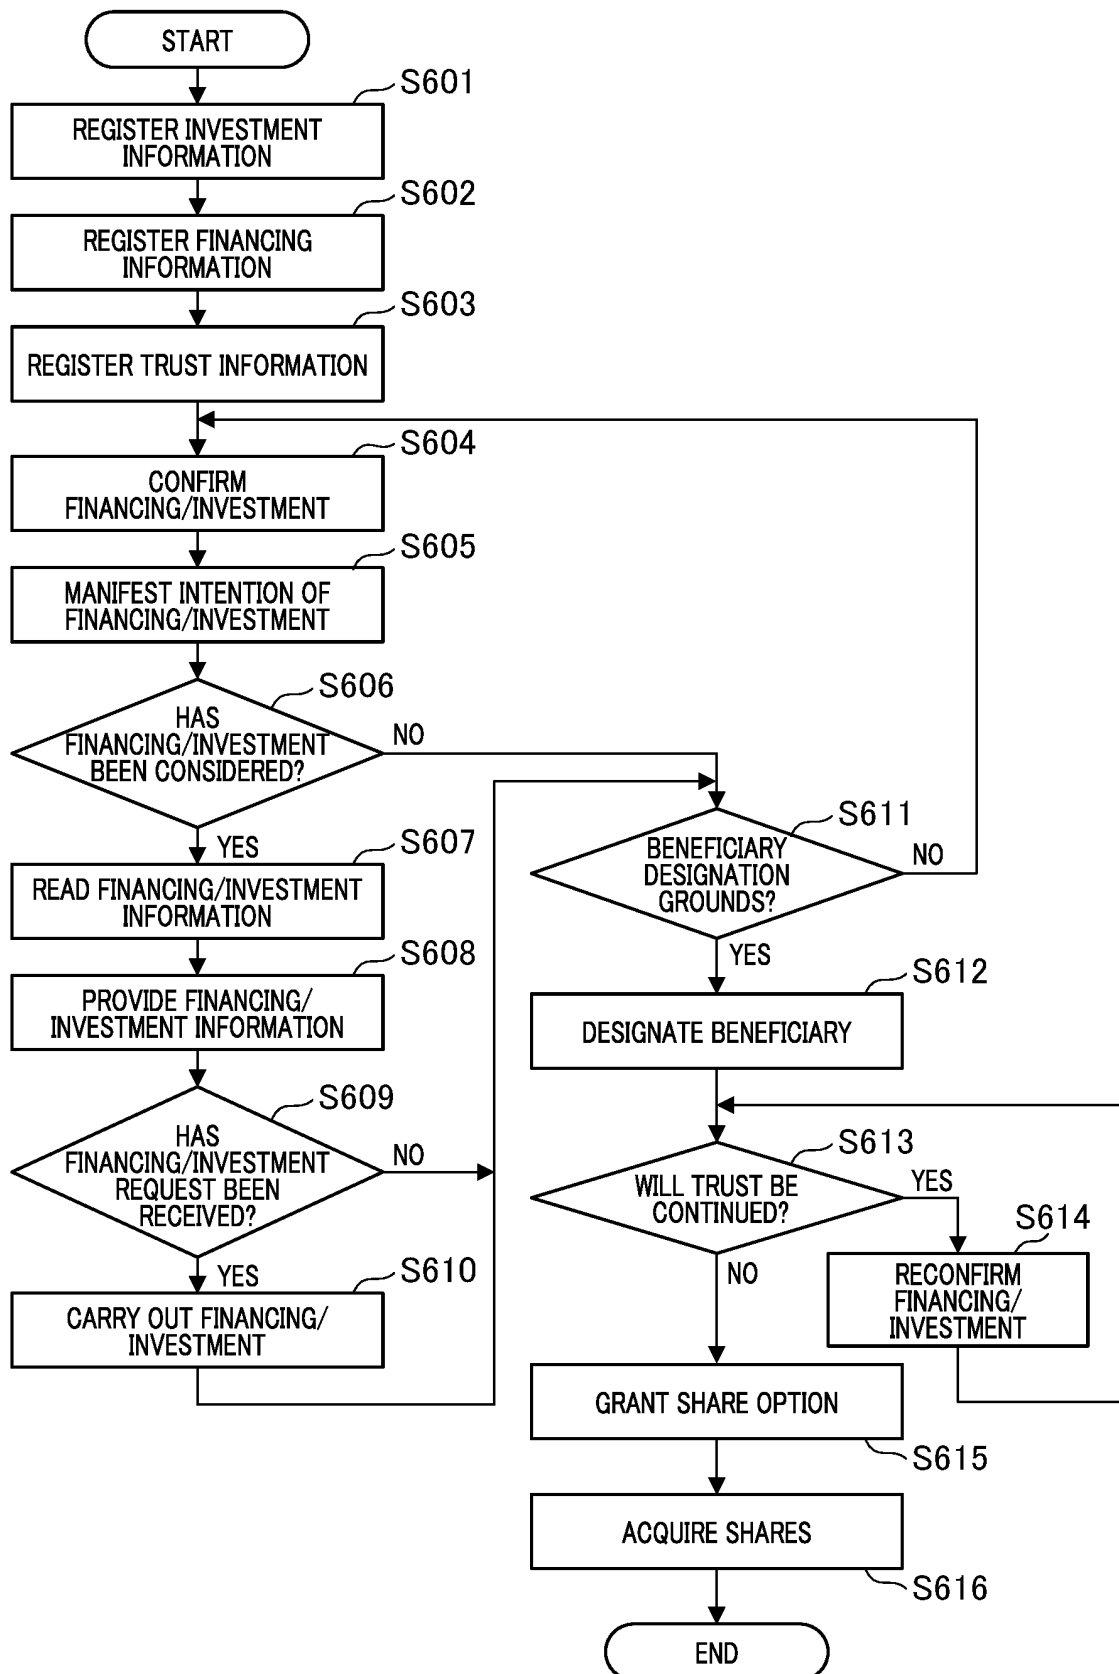 START
S601
REGISTER INVESTMENT
INFORMATION
S602
REGISTER FINANCING
INFORMATION
S603
REGISTER TRUST INFORMATION
S604
CONFIRM
FINANCING/INVESTMENT
S605
MANIFEST INTENTION OF
FINANCING/INVESTMENT
S606
HAS
FINANCING/INVESTMENT
BEEN CONSIDERED?
NO
YES
S607
READ FINANCING/INVESTMENT
INFORMATION
S608
PROVIDE FINANCING/
INVESTMENT INFORMATION
S609
HAS
FINANCING/INVESTMENT
REQUEST BEEN
RECEIVED?
NO
YES
S610
CARRY OUT FINANCING/
INVESTMENT
S611
BENEFICIARY
DESIGNATION
GROUNDS?
NO
YES
S612
DESIGNATE BENEFICIARY
S613
WILL TRUST BE
CONTINUED?
YES
NO
S614
RECONFIRM
FINANCING/
INVESTMENT
GRANT SHARE OPTION
S615
ACQUIRE SHARES
S616
END